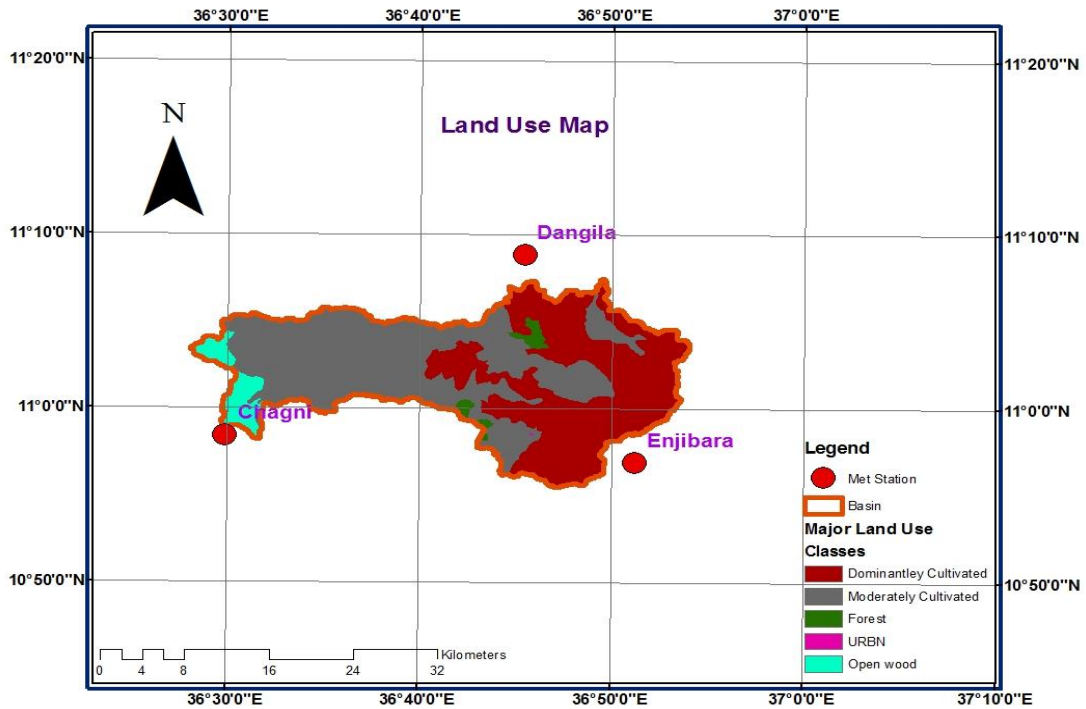 36°30'0"E 36°40'0"E 36°50'0"E 37°0'0"E
11°20'0"N 11°20'0"N
N
Land Use Map
Dangila
11°10'0"N 11°10'0"N
11°0'0"N 11°0'0"N
Chagni
Enjibara
Legend
Met Station
Basin
Major Land Use
Classes
Dominantley Cultivated
Moderately Cultivated
Forest
URBN
Open wood
10°50'0"N 10°50'0"N
Kilometers
0 4 8 16 24 32
36°30'0"E 36°40'0"E 36°50'0"E 37°0'0"E 37°10'0"E